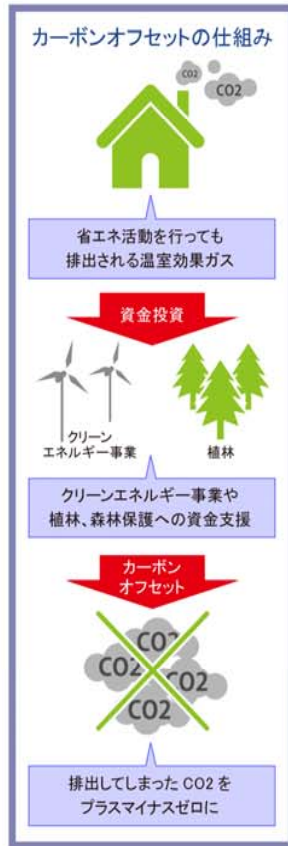 カーボンオフセットの仕組み
CO2
CO2
省エネ活動を行っても
排出される温室効果ガス
資金投資
クリーン
エネルギー事業
植林
クリーンエネルギー事業や
植林、森林保護への資金支援
カーボン
オフセット
CO2
CO2
CO2
CO2
排出してしまった CO2 を
プラスマイナスゼロに